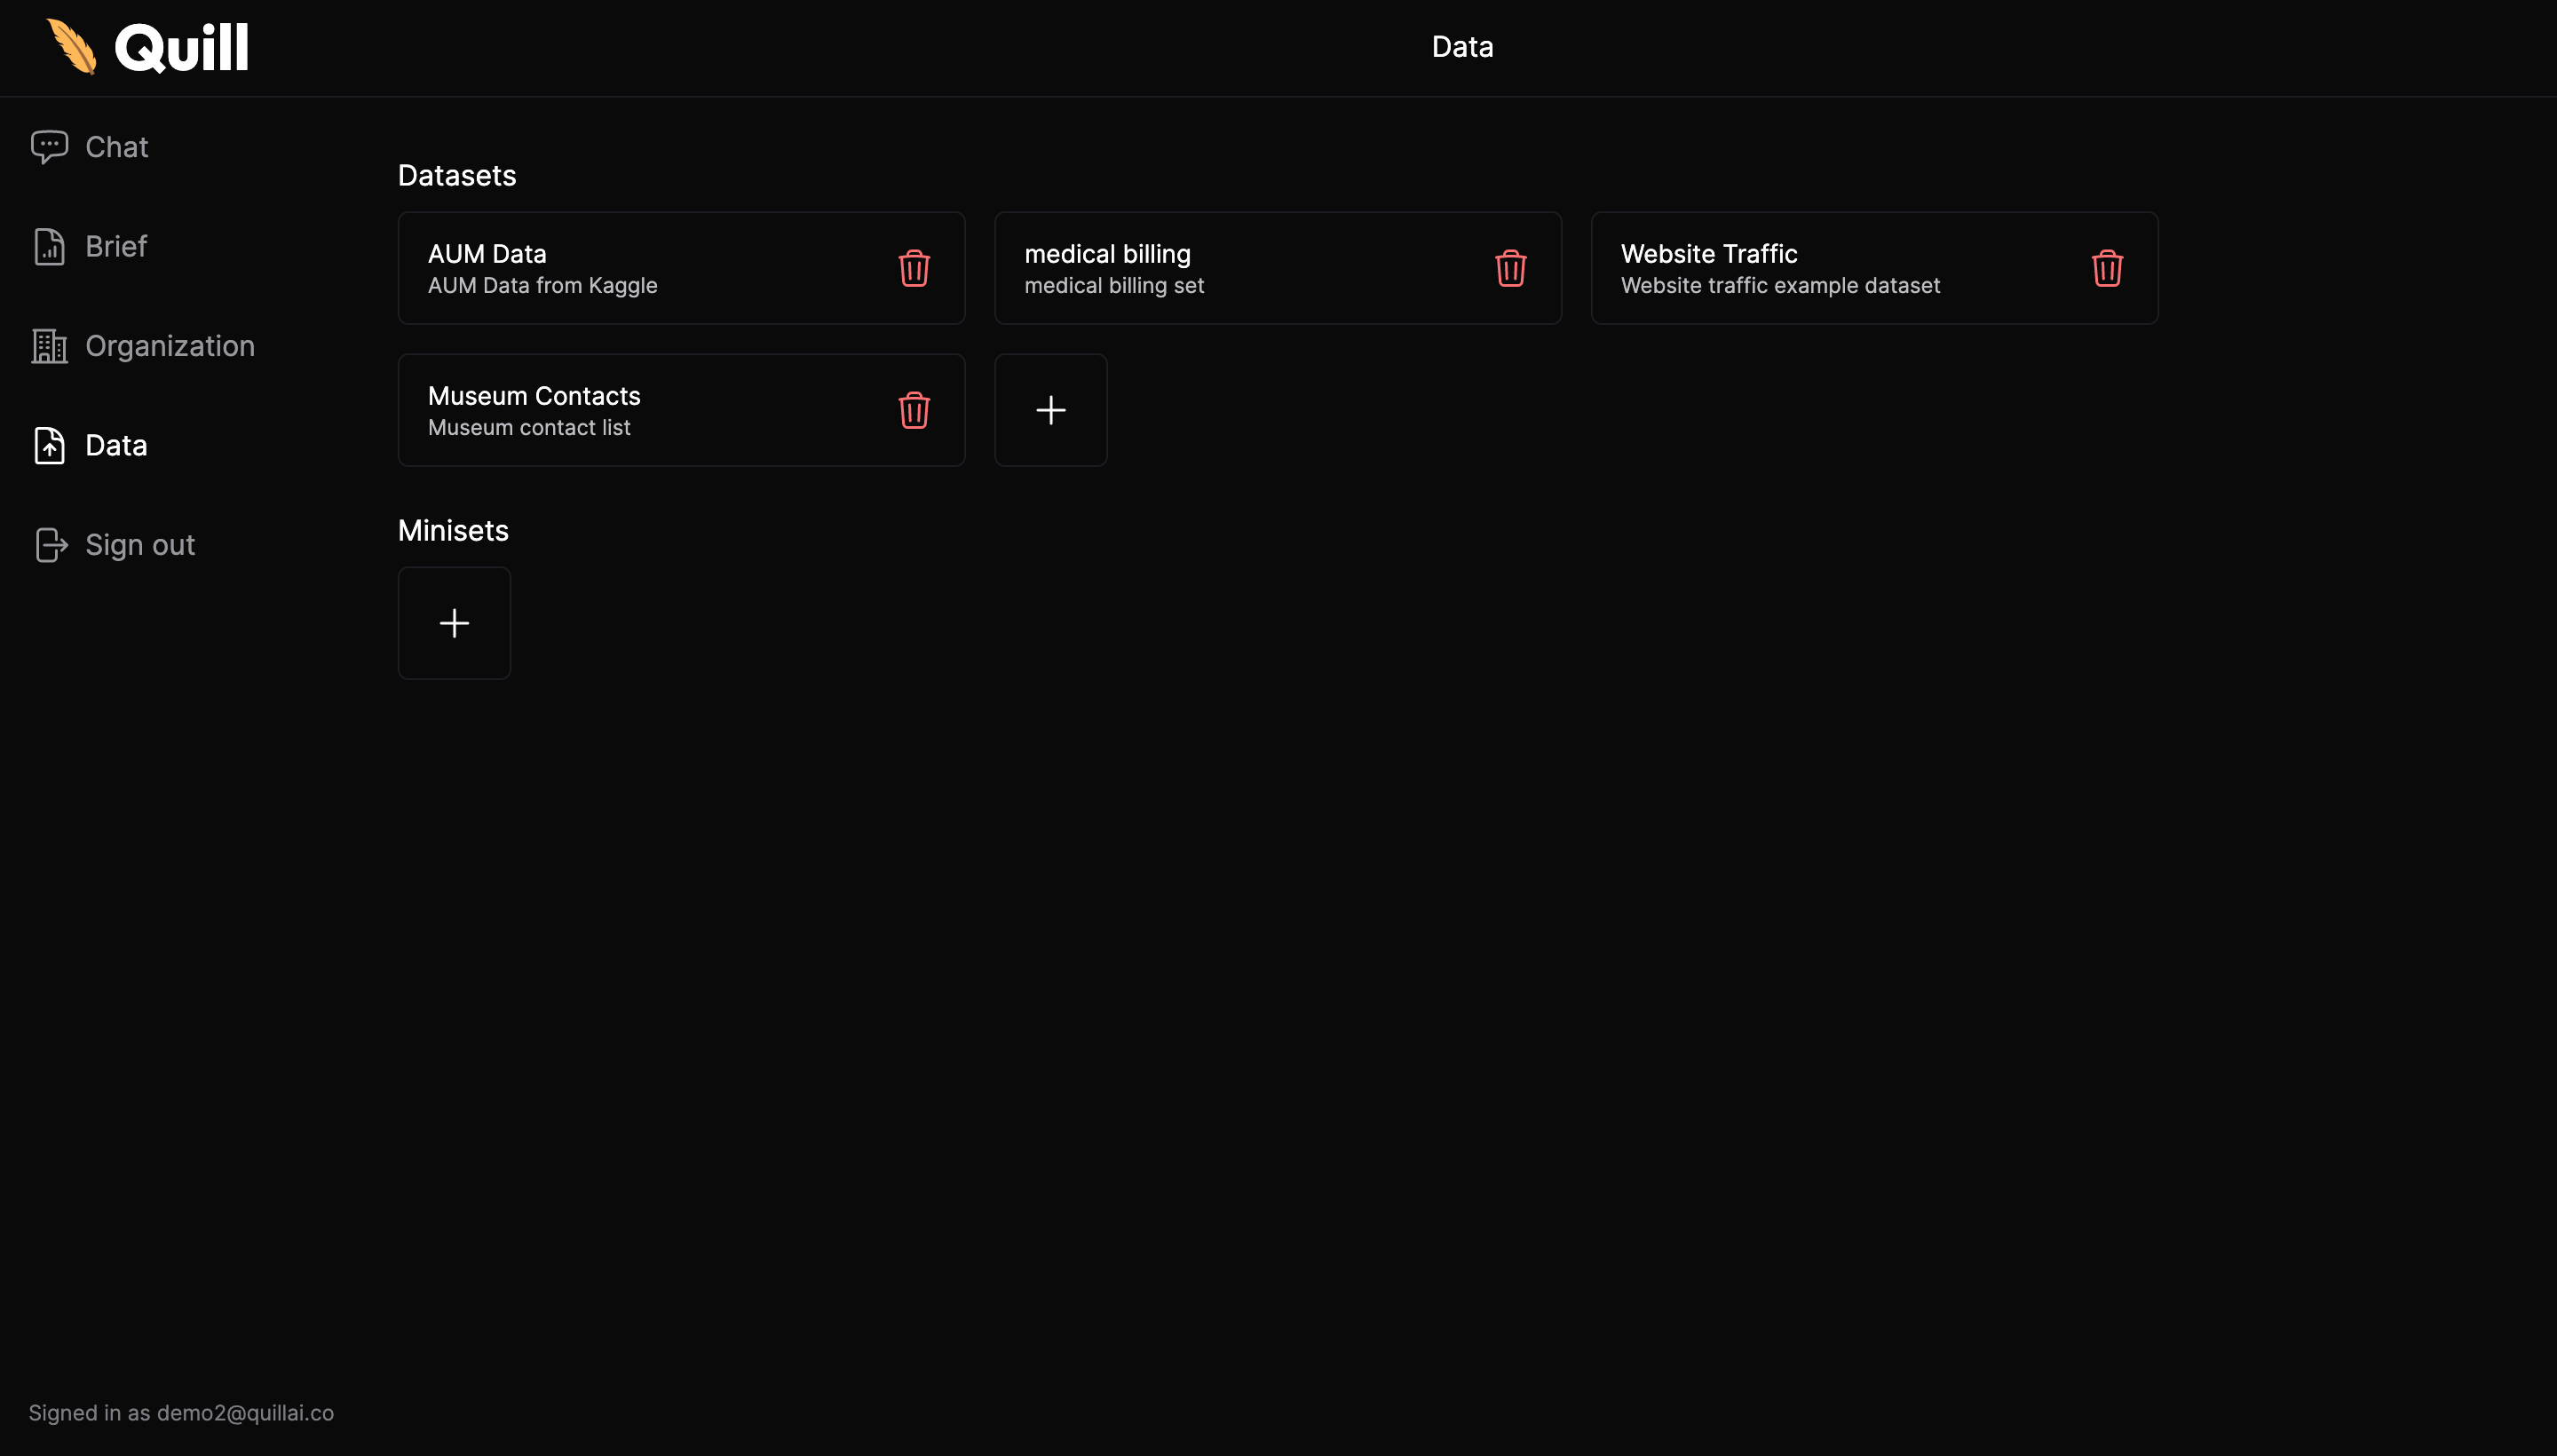 Quill
Data
Chat
Brief
Organization
Data
Sign out
Datasets
AUM Data
AUM Data from Kaggle
medical billing
medical billing set
Website Traffic
Website traffic example dataset
Museum Contacts
Museum contact list
Minisets
Signed in as demo2@quillai.co